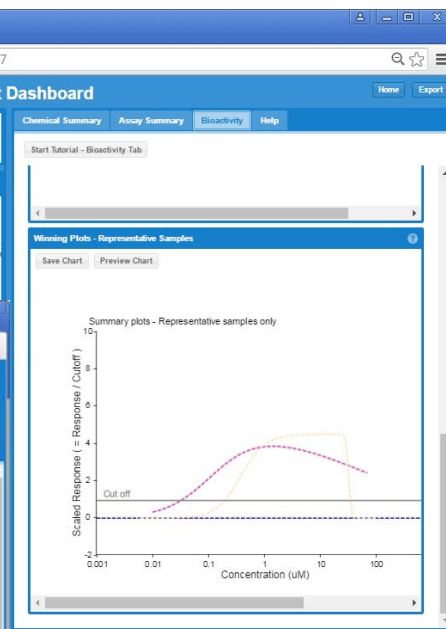 7
t Dashboard
Home Export
Chemical Summary Assay Summary Bioactivity Help
Start Tutorial - Bioactivity Tab
Winning Plots - Representative Samples
Save Chart Preview Chart
Summary plots - Representative samples only
10
8
6
4
2
0
-2
Scaled Response ( = Response / Cutoff )
Cut off
0.001 0.01 0.1 1 10 100
Concentration (uM)